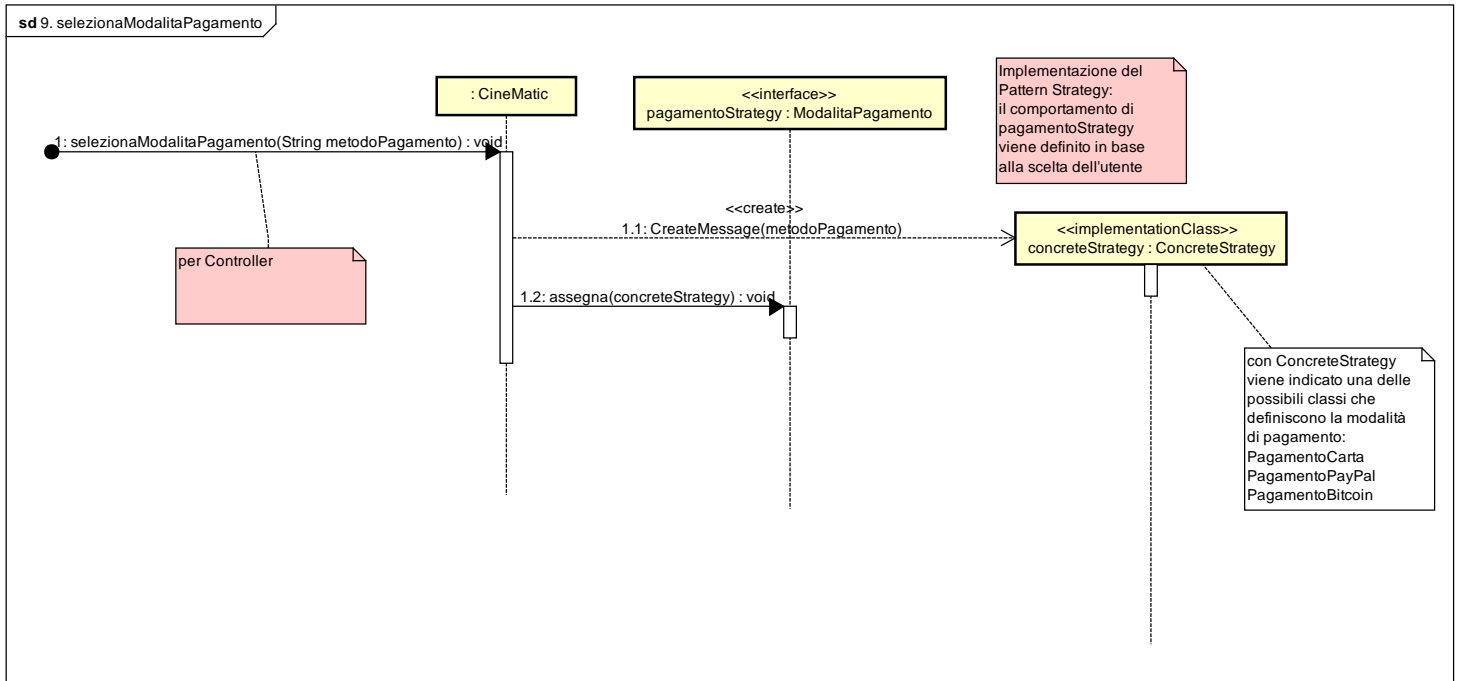 sd 9. selezionaModalitaPagamento
: CineMatic
<<interface>>
pagamentoStrategy : ModalitaPagamento
Implementazione del
Pattern Strategy:
il comportamento di
pagamentoStrategy
viene definito in base
alla scelta dell'utente
1: selezionaModalitaPagamento(String metodoPagamento) : void
<<create>>
1.1: CreateMessage(metodoPagamento)
<<implementationClass>>
concreteStrategy : ConcreteStrategy
per Controller
1.2: assegna(concreteStrategy) : void
con ConcreteStrategy
viene indicato una delle
possibili classi che
definiscono la modalità
di pagamento:
PagamentoCarta
PagamentoPayPal
PagamentoBitcoin